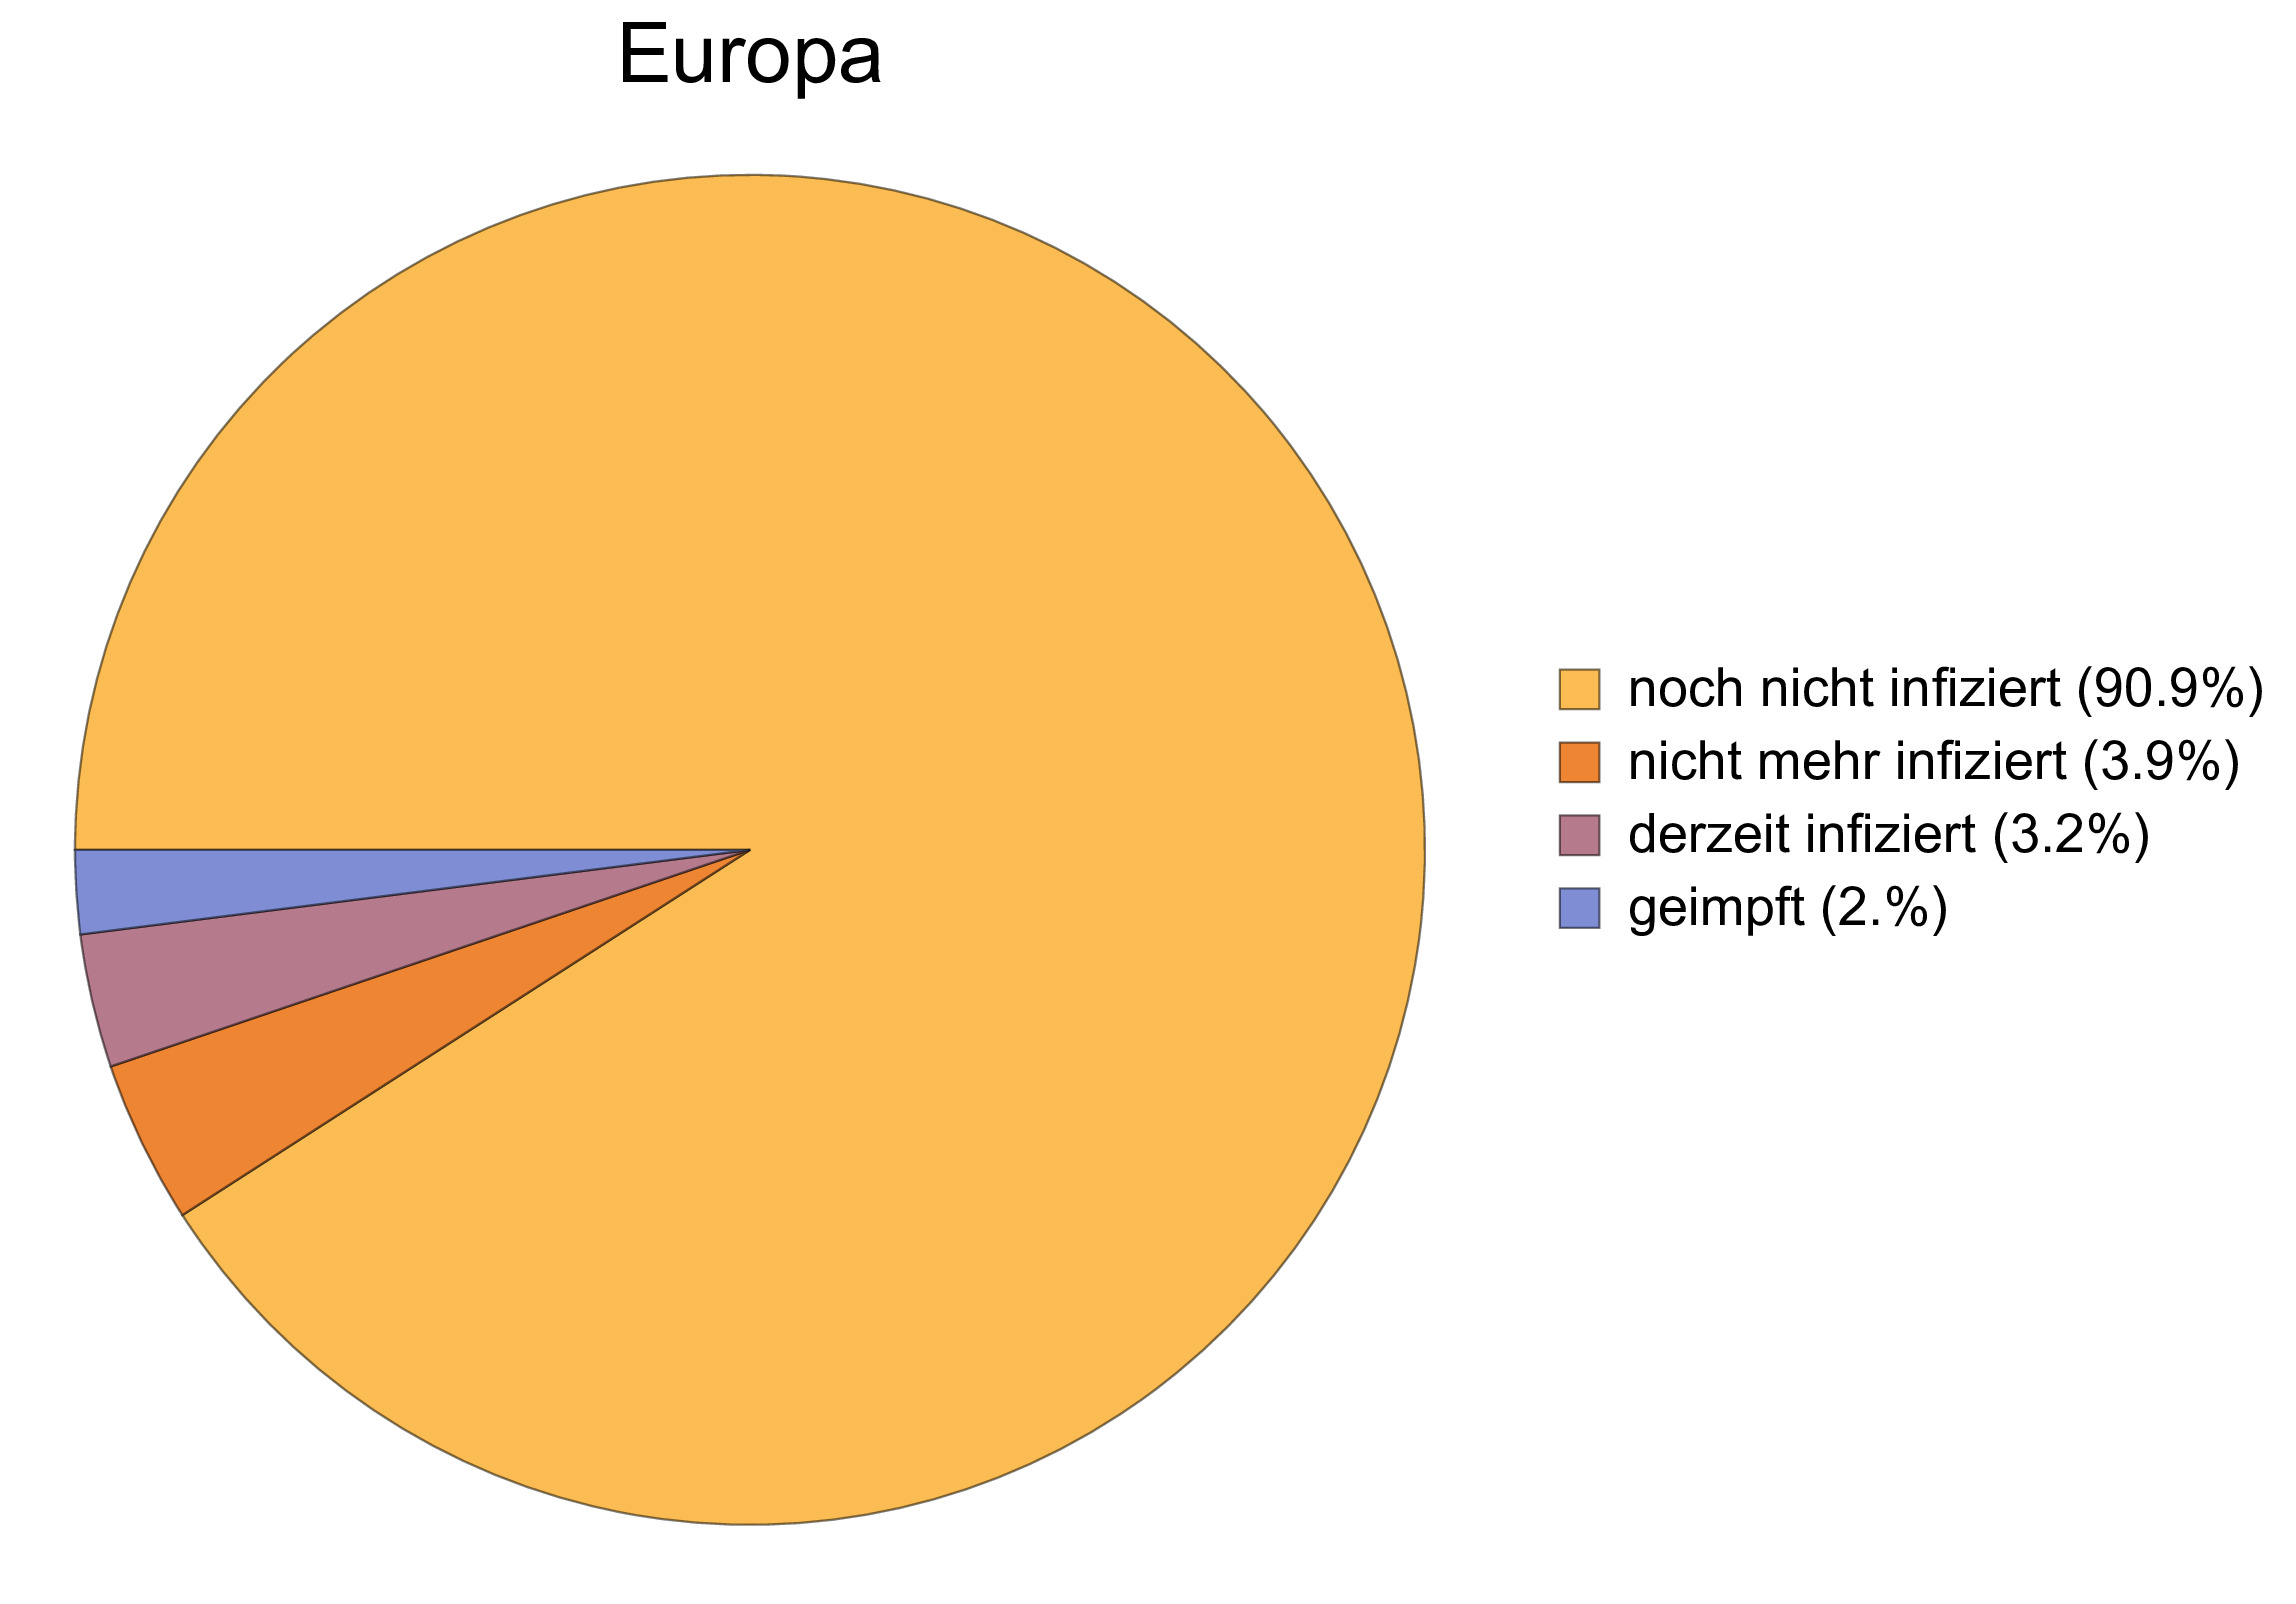 Europa
noch nicht infiziert (90.9%)
nicht mehr infiziert (3.9%)
derzeit infiziert (3.2%)
geimpft (2.%)